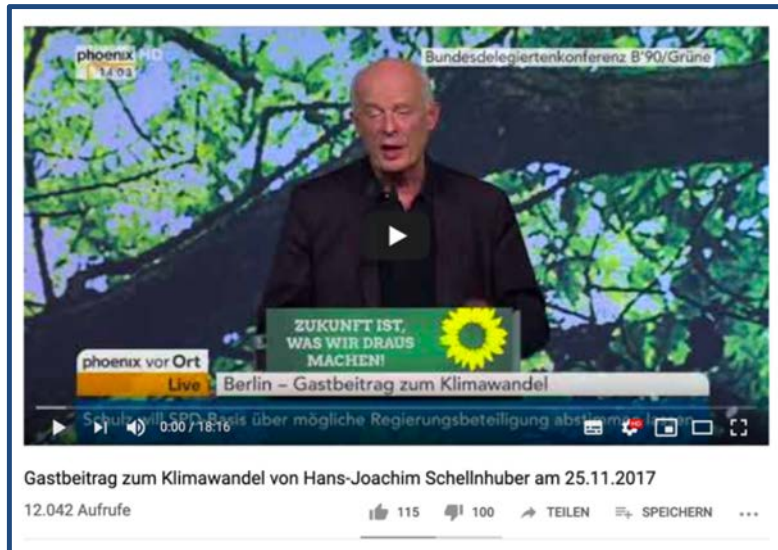 phoenix HD
14:03
Bundesdelegiertenkonferenz B'90/Grüne
ZUKUNFT IST,
WAS WIR DRAUS
MACHEN!
phoenix vor Ort
Live Berlin – Gastbeitrag zum Klimawandel
Schulz will SPD-Basis über mögliche Regierungsbeteiligung abstimmen lassen
0:00 / 18:16
HD
Gastbeitrag zum Klimawandel von Hans-Joachim Schellnhuber am 25.11.2017
12.042 Aufrufe 115 100 TEILEN SPEICHERN